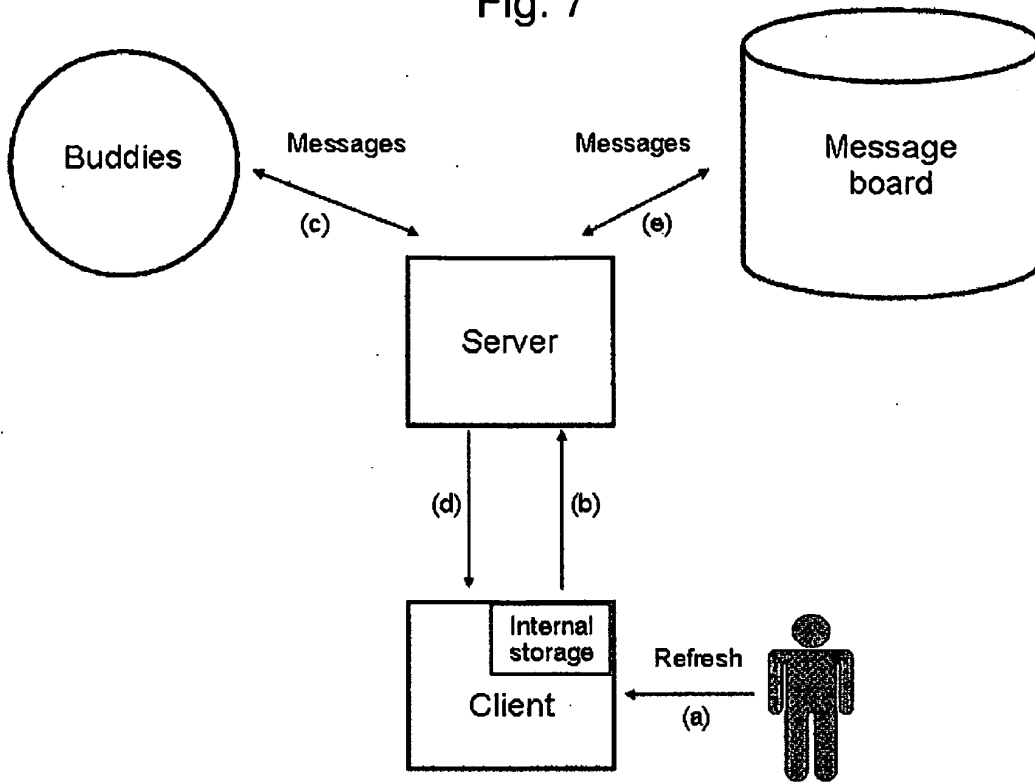 Fig. 7
Buddies
Messages
Messages
Message
board
(c)
(e)
Server
(d)
(b)
Internal
storage
Refresh
Client
(a)